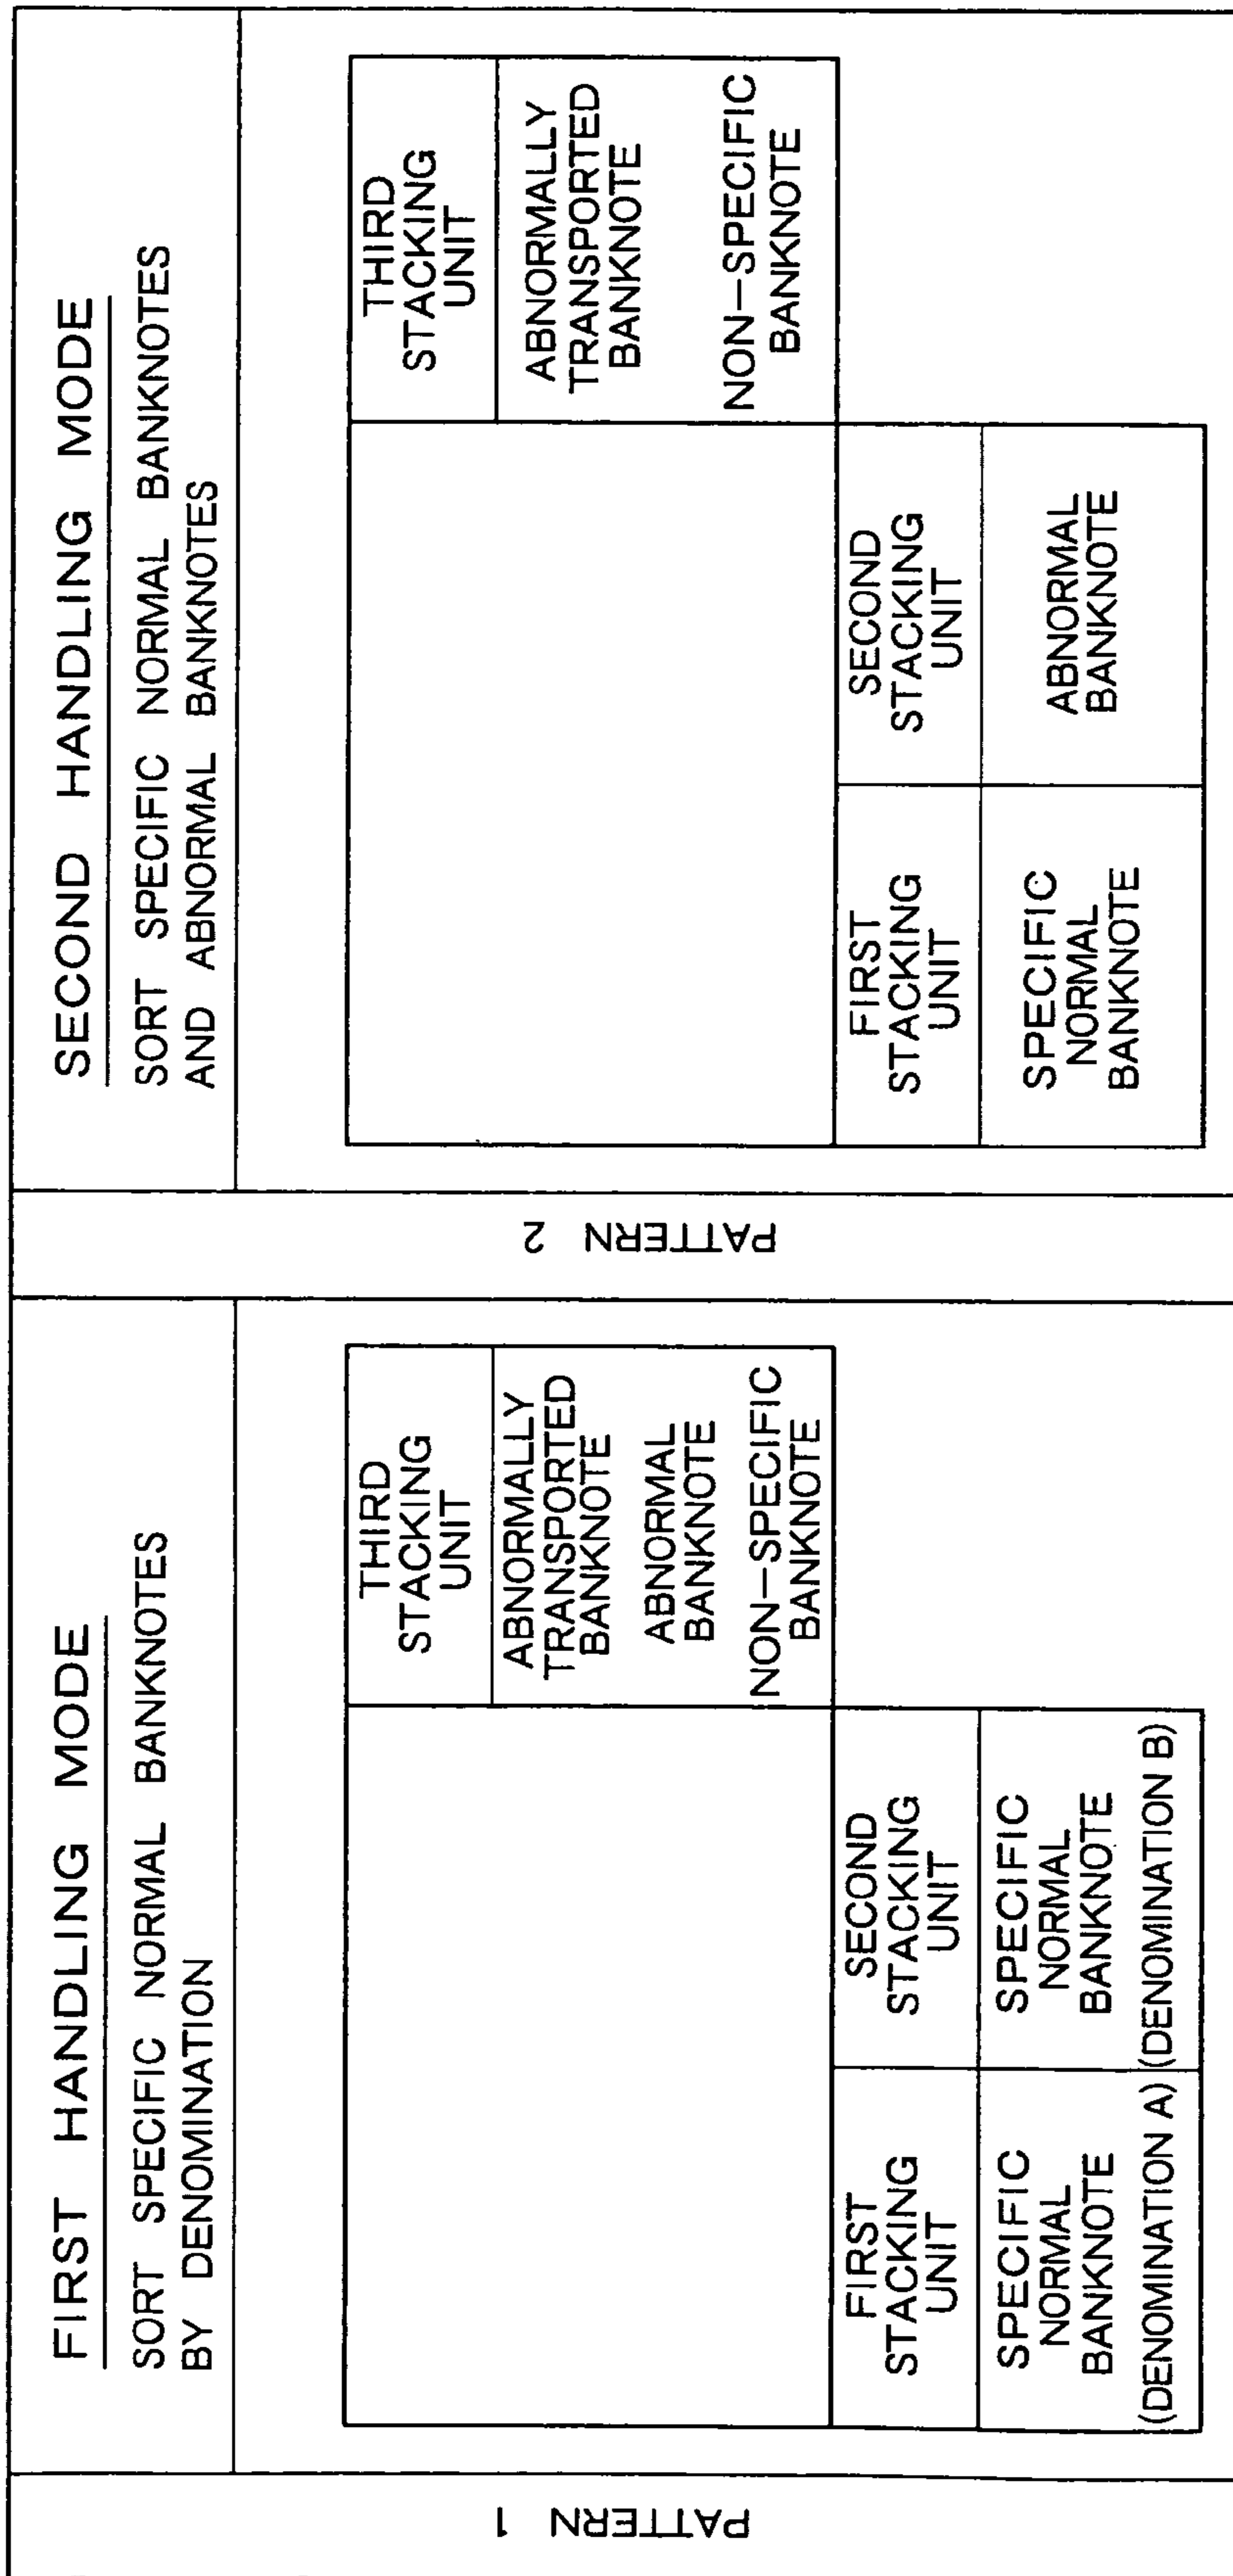 PATTERN 1
FIRST HANDLING MODE
SORT SPECIFIC NORMAL BANKNOTES
BY DENOMINATION
THIRD
STACKING
UNIT
ABNORMALLY
TRANSPORTED
BANKNOTE
ABNORMAL
BANKNOTE
NON-SPECIFIC
BANKNOTE
FIRST
STACKING
UNIT
SPECIFIC
NORMAL
BANKNOTE
(DENOMINATION A)
SECOND
STACKING
UNIT
SPECIFIC
NORMAL
BANKNOTE
(DENOMINATION B)
PATTERN 2
SECOND HANDLING MODE
SORT SPECIFIC NORMAL BANKNOTES
AND ABNORMAL BANKNOTES
THIRD
STACKING
UNIT
ABNORMALLY
TRANSPORTED
BANKNOTE
NON-SPECIFIC
BANKNOTE
FIRST
STACKING
UNIT
SPECIFIC
NORMAL
BANKNOTE
SECOND
STACKING
UNIT
ABNORMAL
BANKNOTE